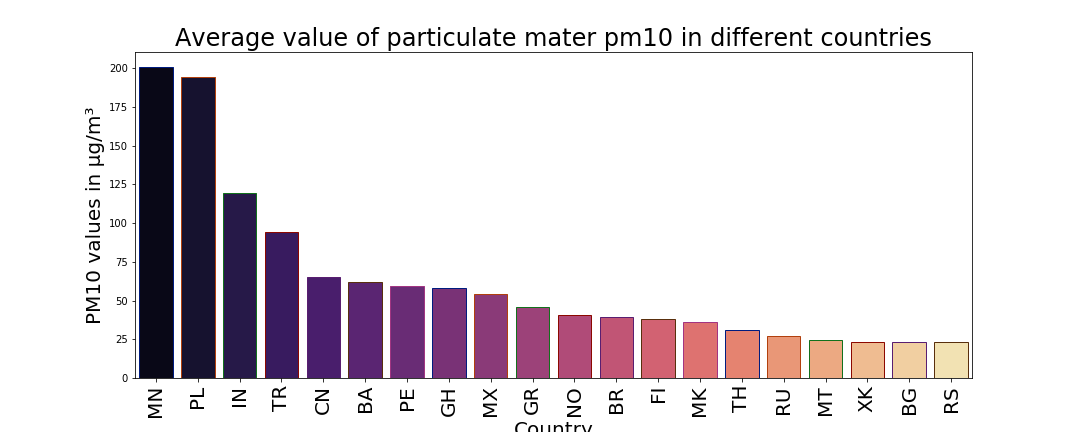 Average value of particulate mater pm10 in different countries
PM10 values in µg/m³
200
175
150
125
100
75
50
25
0
MN PL IN TR CN BA PE GH MX GR NO BR FI MK TH RU MT XK BG RS
Country